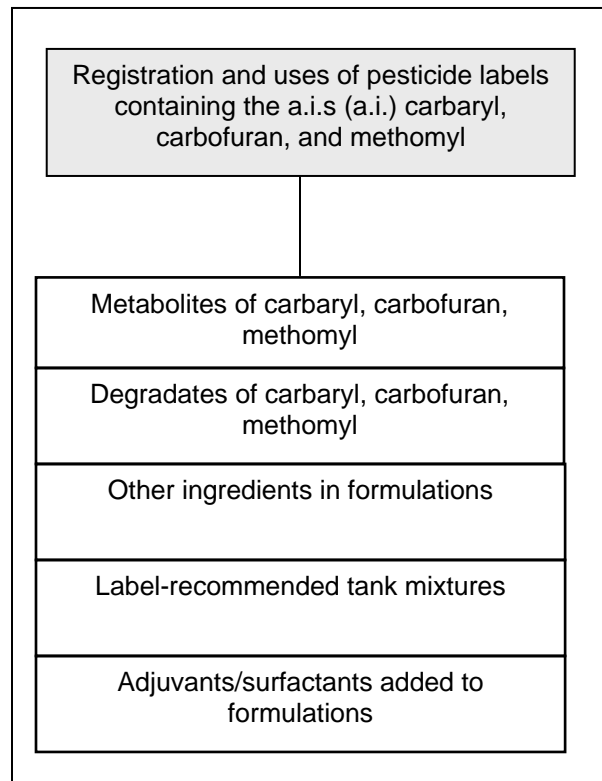 Registration and uses of pesticide labels
containing the a.i.s (a.i.) carbaryl,
carbofuran, and methomyl
Metabolites of carbaryl, carbofuran,
methomyl
Degradates of carbaryl, carbofuran,
methomyl
Other ingredients in formulations
Label-recommended tank mixtures
Adjuvants/surfactants added to
formulations